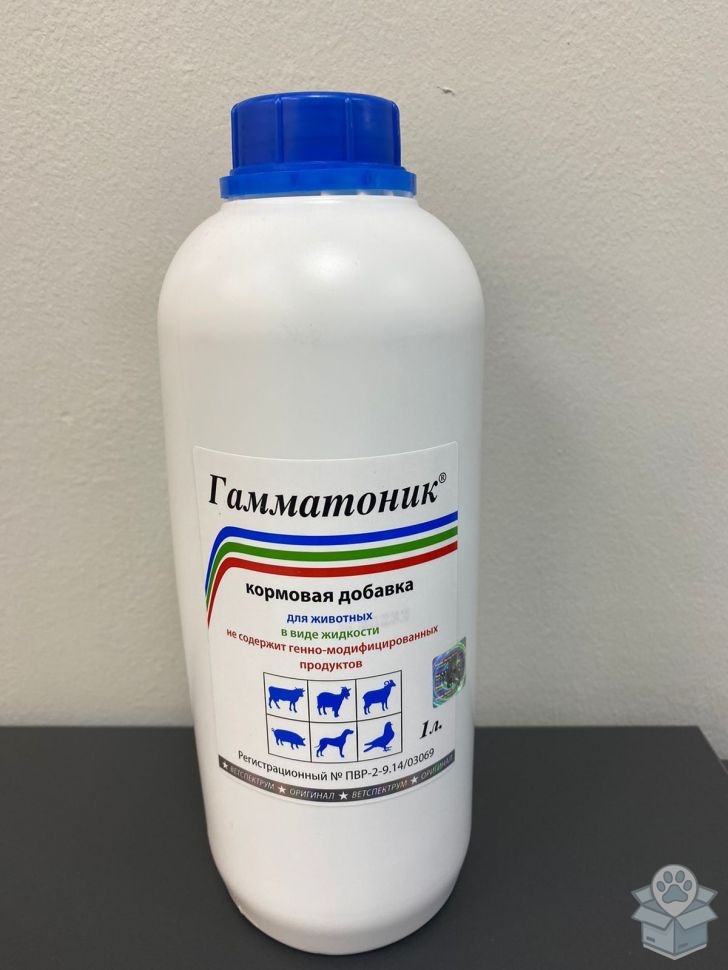 Гамматоник®
кормовая добавка
для животных
в виде жидкости
не содержит генно-модифицированных
продуктов
1л.
Регистрационный № ПВР-2-9.14/03069
★ ВЕТСПЕКТРУМ ★ ОРИГИНАЛ ★ ВЕТСПЕКТРУМ ★ ОРИГИНАЛ